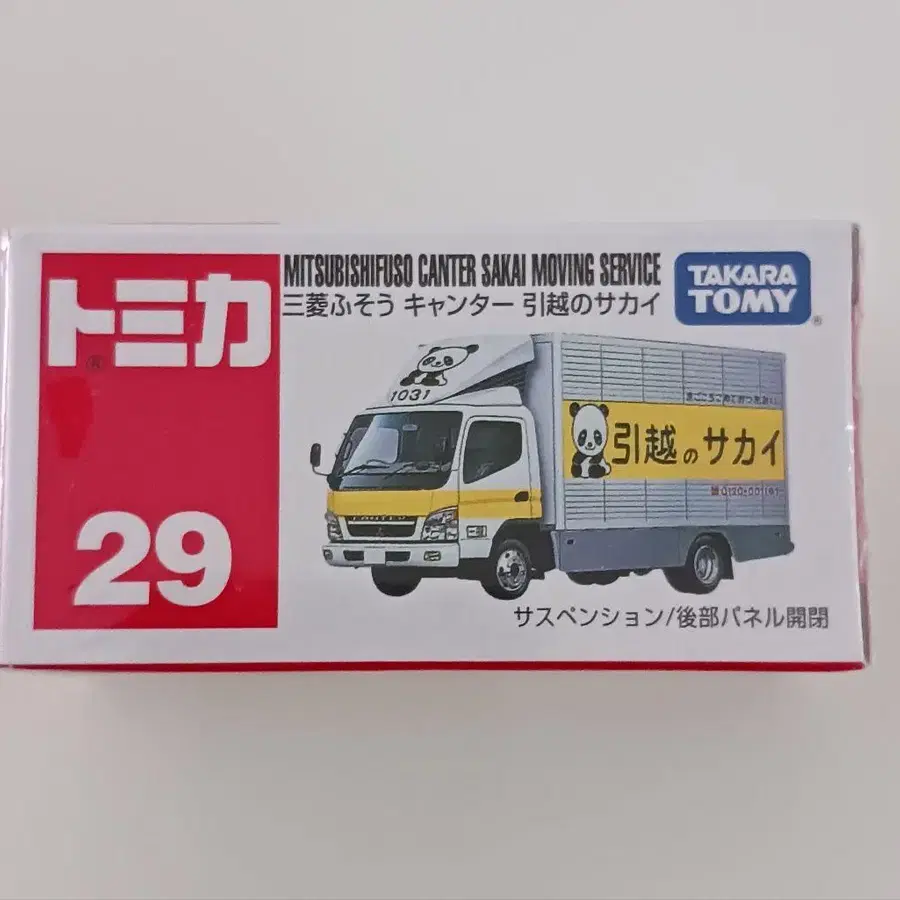 トミカ
®
29
MITSUBISHIFUSO CANTER SAKAI MOVING SERVICE
三菱ふそう キャンター 引越のサカイ
TAKARA
TOMY
®
1031
引越のサカイ
CANTER
サスペンション/後部パネル開閉